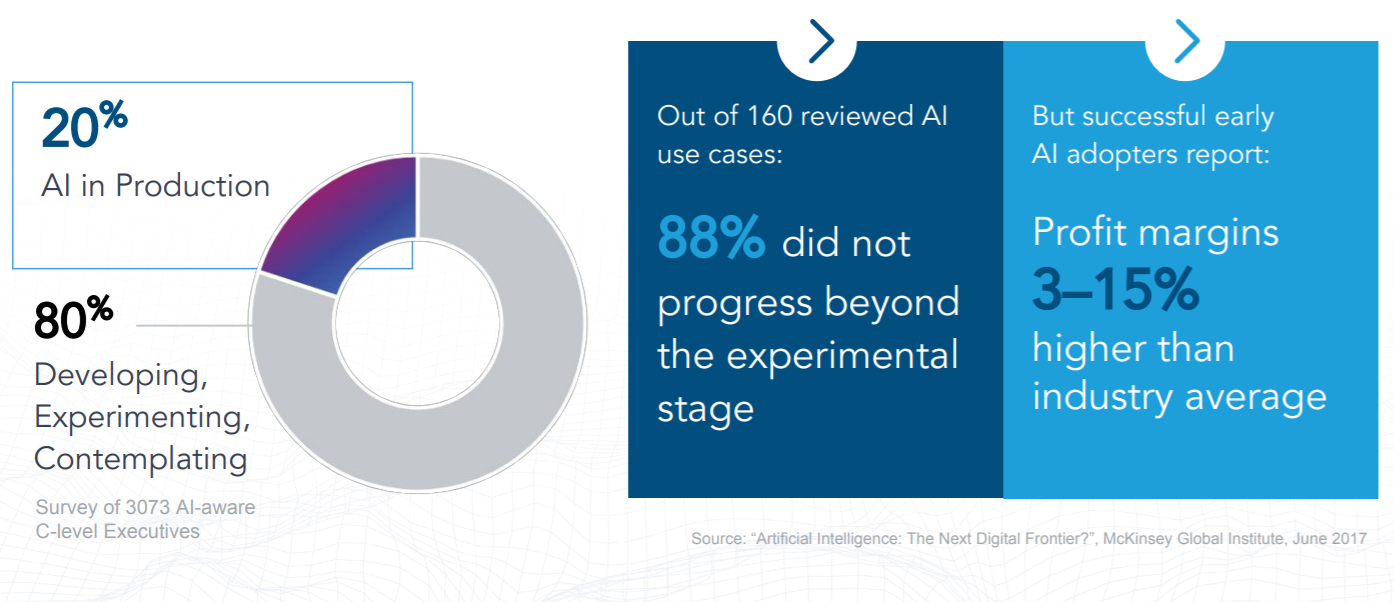 20%
AI in Production
80%
Developing,
Experimenting,
Contemplating
Survey of 3073 AI-aware
C-level Executives
Out of 160 reviewed AI
use cases:
88% did not
progress beyond
the experimental
stage
But successful early
AI adopters report:
Profit margins
3–15%
higher than
industry average
Source: “Artificial Intelligence: The Next Digital Frontier?”, McKinsey Global Institute, June 2017